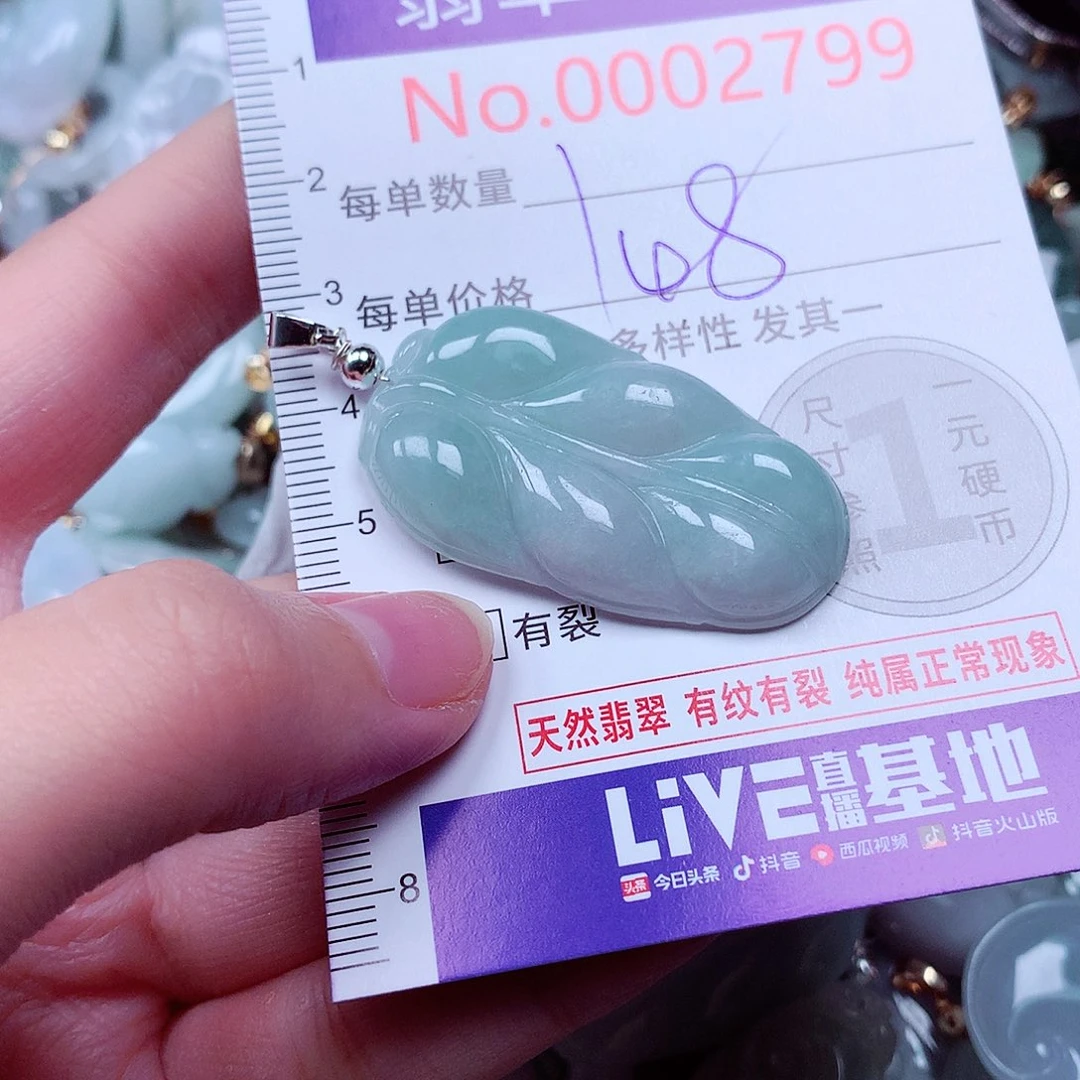 1
No.0002799
2
每单数量
168
3
每单价格
多样性 发其一
4
尺寸参照
1
一元硬币
5
有裂
天然翡翠 有纹有裂 纯属正常现象
LiVE直播基地
头条 今日头条 抖音 西瓜视频 抖音火山版
8